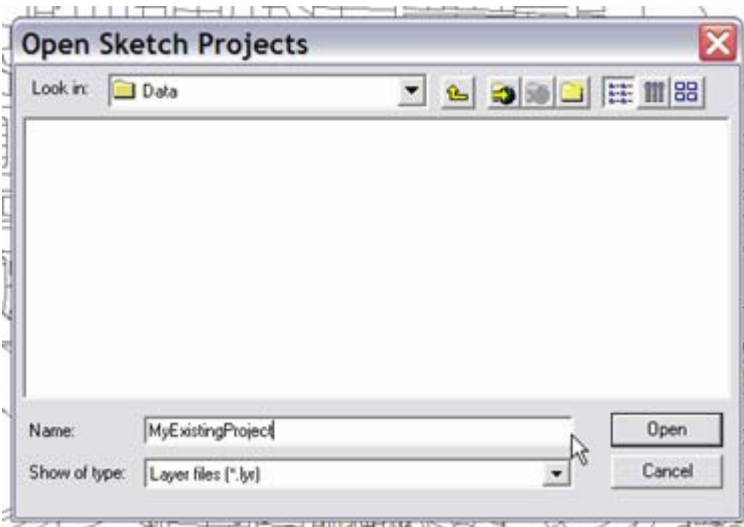 Open Sketch Projects
Look in: Data
Name: MyExistingProject Open
Show of type: Layer files (*.lyr) Cancel